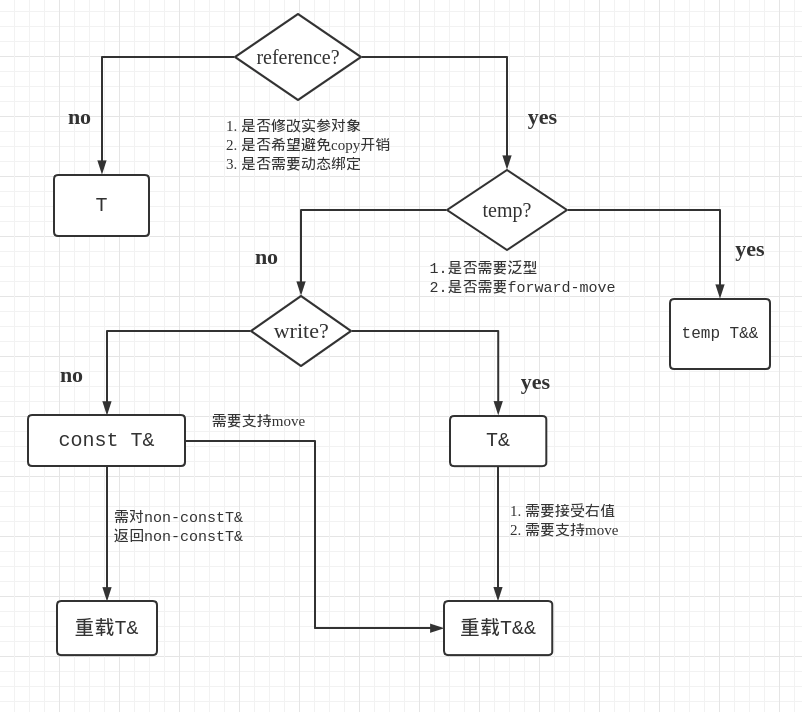 reference?
no
yes
1. 是否修改实参对象
2. 是否希望避免copy开销
3. 是否需要动态绑定
T
temp?
no
yes
1.是否需要泛型
2.是否需要forward-move
write?
temp T&&
no
yes
需要支持move
const T&
T&
需对non-constT&
返回non-constT&
1. 需要接受右值
2. 需要支持move
重载T&
重载T&&